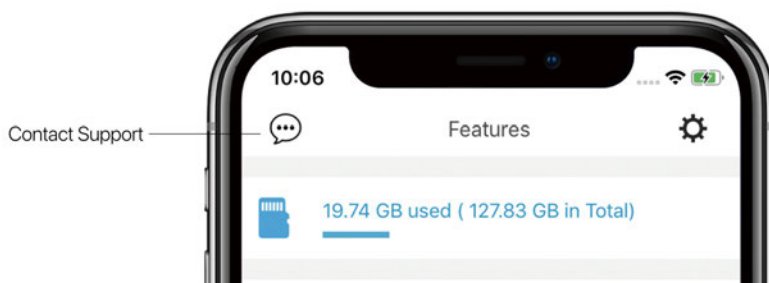 10:06
Contact Support
Features
19.74 GB used ( 127.83 GB in Total)